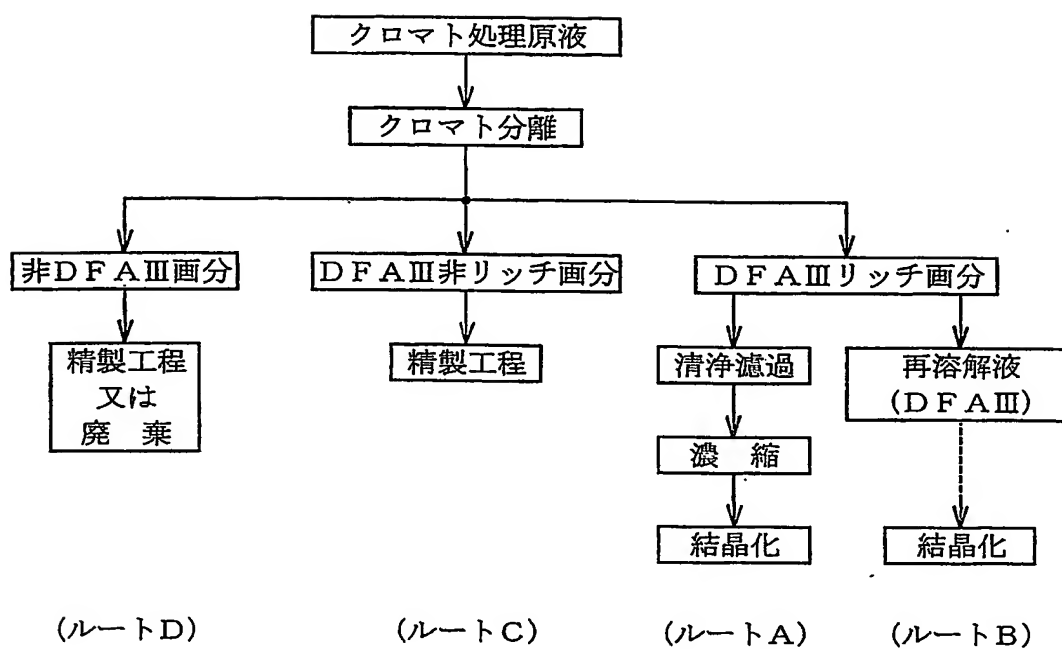 クロマト処理原液
クロマト分離
非DFAⅢ画分
DFAⅢ非リッチ画分
DFAⅢリッチ画分
精製工程
又は
廃　棄
精製工程
清浄濾過
再溶解液
(DFAⅢ)
濃　縮
結晶化
結晶化
(ルートD)
(ルートC)
(ルートA)
(ルートB)